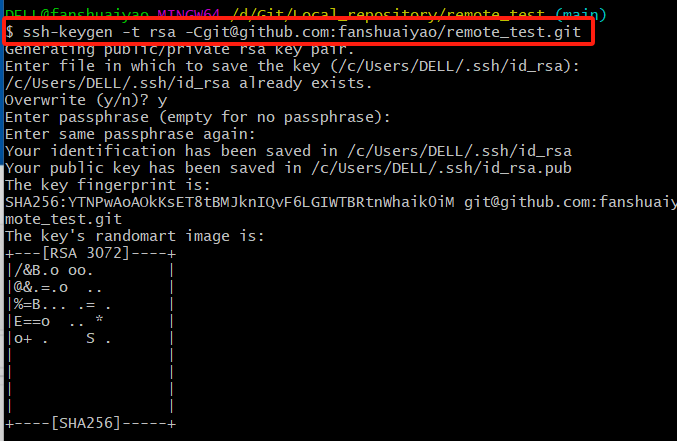 DELL@fanshuaiyao MINGW64 /d/Git/Local_repository/remote_test (main)
$ ssh-keygen -t rsa -Cgit@github.com:fanshuaiyao/remote_test.git
Generating public/private rsa key pair.
Enter file in which to save the key (/c/Users/DELL/.ssh/id_rsa):
/c/Users/DELL/.ssh/id_rsa already exists.
Overwrite (y/n)? y
Enter passphrase (empty for no passphrase):
Enter same passphrase again:
Your identification has been saved in /c/Users/DELL/.ssh/id_rsa
Your public key has been saved in /c/Users/DELL/.ssh/id_rsa.pub
The key fingerprint is:
SHA256:YTNPwAoAOkKsET8tBMJknIQvF6LGIWTBRtnWhaikOiM git@github.com:fanshuaiy
mote_test.git
The key's randomart image is:
+---[RSA 3072]----+
|/&B.o oo.        |
|@&.=.o  ..       |
|%=B... .= .      |
|E==o  .. *       |
|o+ .    S .      |
|                 |
|                 |
|                 |
|                 |
+----[SHA256]-----+